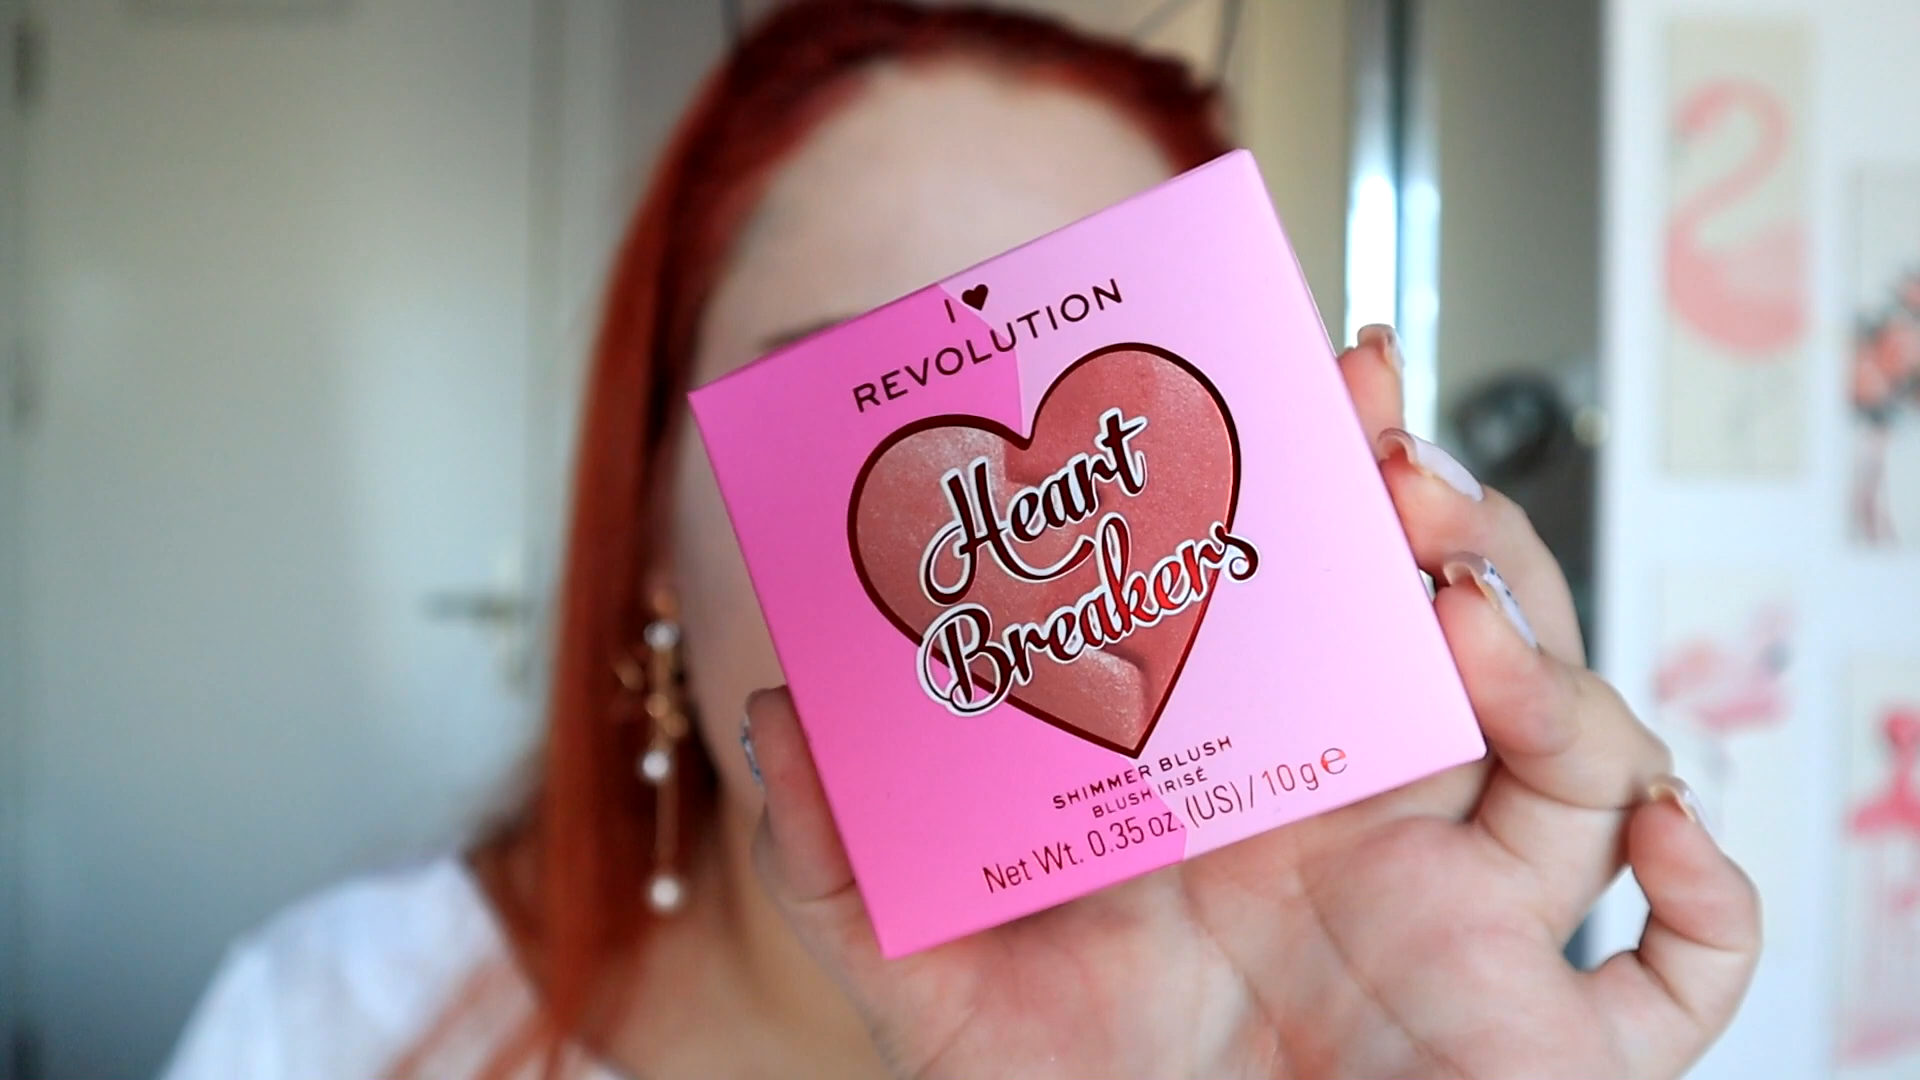 I ♥
REVOLUTION
Heart
Breakers
SHIMMER BLUSH
BLUSH IRISÉ
Net Wt. 0.35 oz. (US) / 10 g ℮